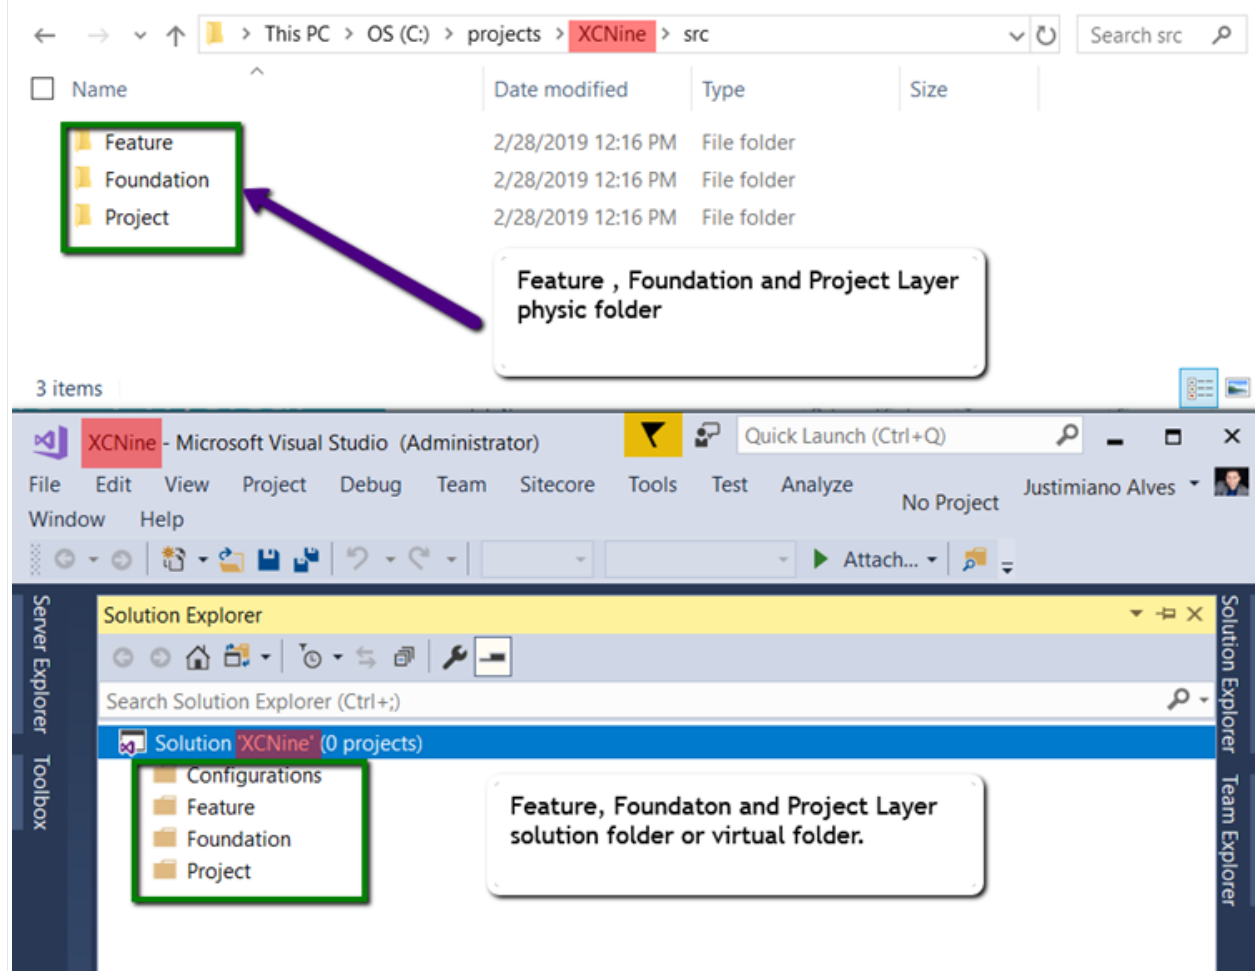 This PC > OS (C:) > projects > XCNine > src
Search src
Name Date modified Type Size
Feature 2/28/2019 12:16 PM File folder
Foundation 2/28/2019 12:16 PM File folder
Project 2/28/2019 12:16 PM File folder
Feature , Foundation and Project Layer
physic folder
3 items
XCNine - Microsoft Visual Studio (Administrator)
Quick Launch (Ctrl+Q)
File Edit View Project Debug Team Sitecore Tools Test Analyze
No Project
Justimiano Alves
Window Help
Attach...
Server Explorer
Toolbox
Solution Explorer
Search Solution Explorer (Ctrl+;)
Solution 'XCNine' (0 projects)
Configurations
Feature
Foundation
Project
Feature, Foundaton and Project Layer
solution folder or virtual folder.
Solution Explorer
Team Explorer